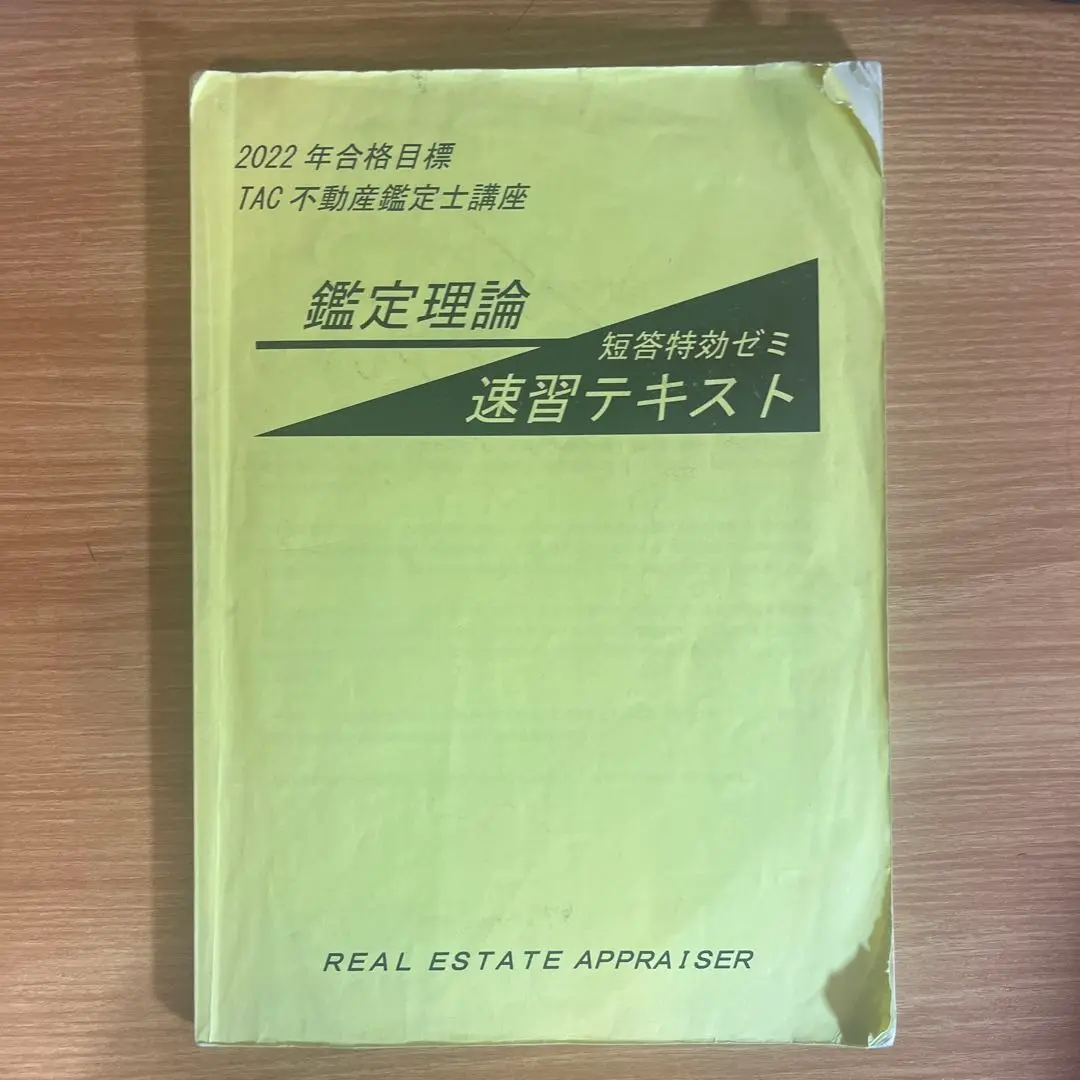 2022 年合格目標
TAC 不動産鑑定士講座
鑑定理論
短答特効ゼミ
速習テキスト
REAL ESTATE APPRAISER